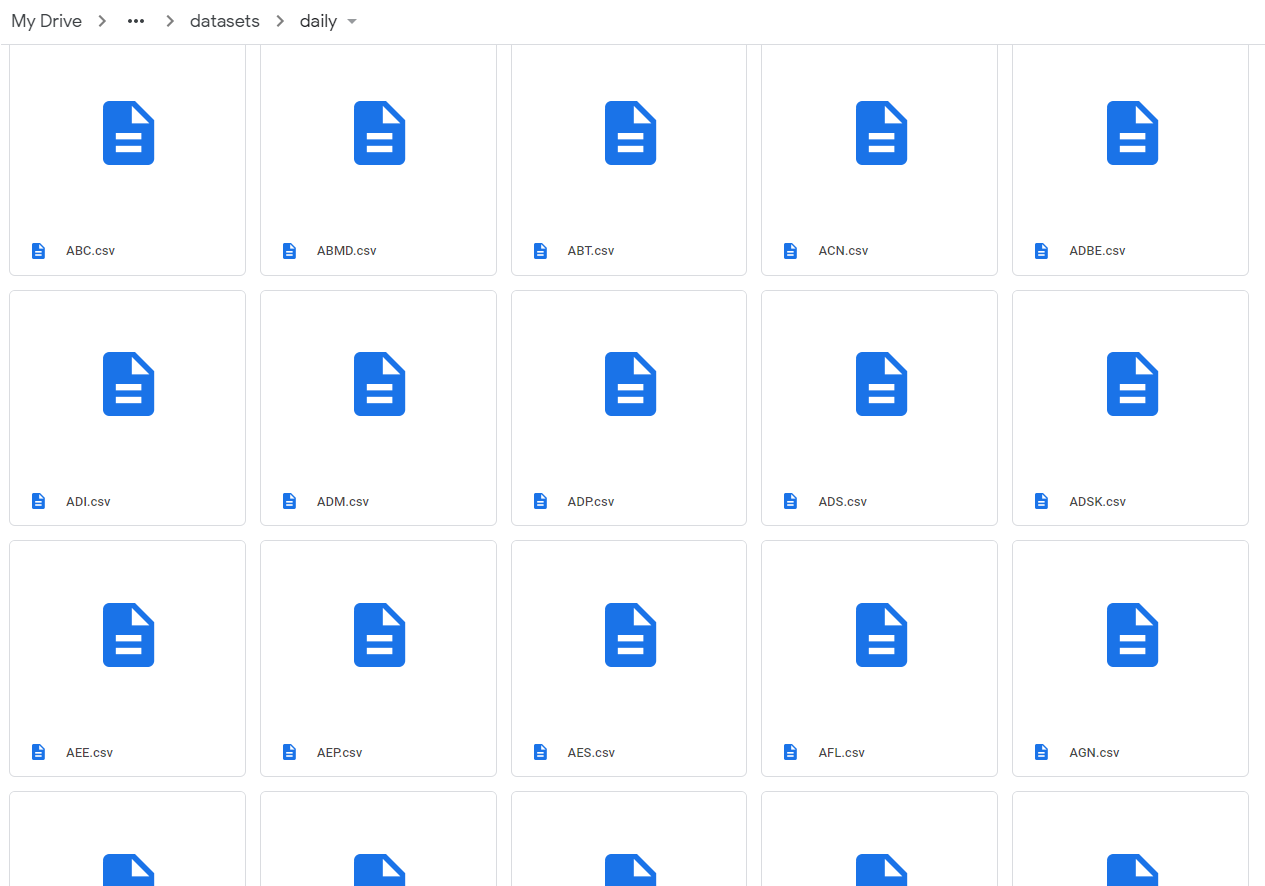 My Drive > ••• > datasets > daily
ABC.csv ABMD.csv ABT.csv ACN.csv ADBE.csv
ADI.csv ADM.csv ADP.csv ADS.csv ADSK.csv
AEE.csv AEP.csv AES.csv AFL.csv AGN.csv